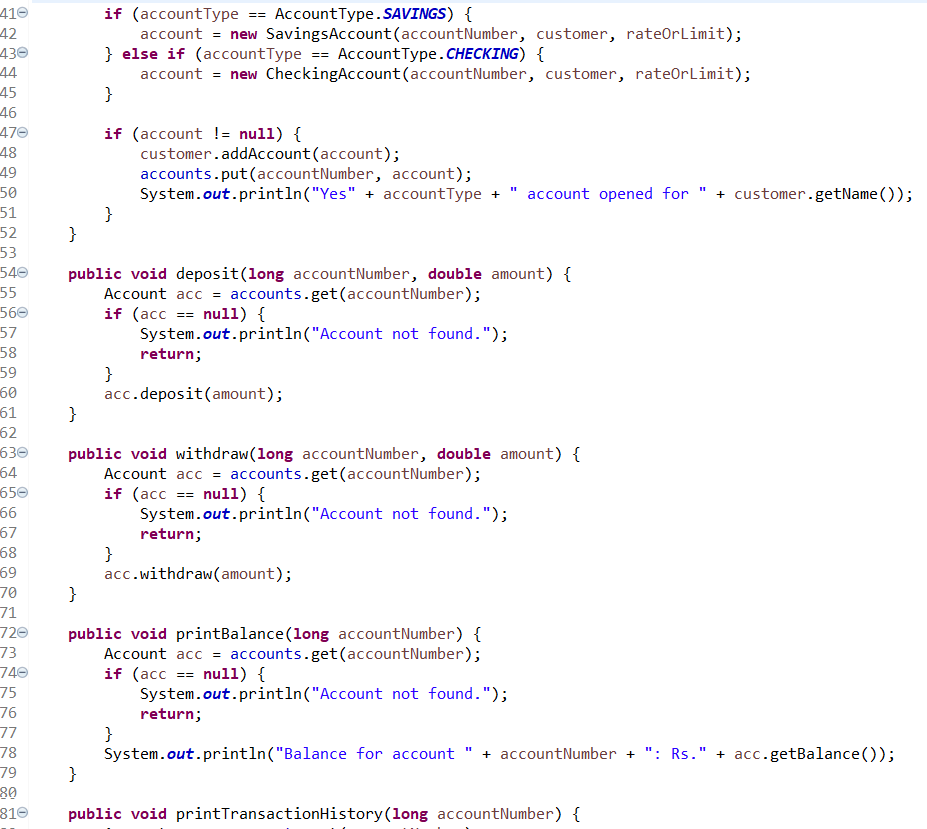 41 if (accountType == AccountType.SAVINGS) {
42 account = new SavingsAccount(accountNumber, customer, rateOrLimit);
43 } else if (accountType == AccountType.CHECKING) {
44 account = new CheckingAccount(accountNumber, customer, rateOrLimit);
45 }
46
47 if (account != null) {
48 customer.addAccount(account);
49 accounts.put(accountNumber, account);
50 System.out.println("Yes" + accountType + " account opened for " + customer.getName());
51 }
52 }
53
54 public void deposit(long accountNumber, double amount) {
55 Account acc = accounts.get(accountNumber);
56 if (acc == null) {
57 System.out.println("Account not found.");
58 return;
59 }
60 acc.deposit(amount);
61 }
62
63 public void withdraw(long accountNumber, double amount) {
64 Account acc = accounts.get(accountNumber);
65 if (acc == null) {
66 System.out.println("Account not found.");
67 return;
68 }
69 acc.withdraw(amount);
70 }
71
72 public void printBalance(long accountNumber) {
73 Account acc = accounts.get(accountNumber);
74 if (acc == null) {
75 System.out.println("Account not found.");
76 return;
77 }
78 System.out.println("Balance for account " + accountNumber + ": Rs." + acc.getBalance());
79 }
80
81 public void printTransactionHistory(long accountNumber) {